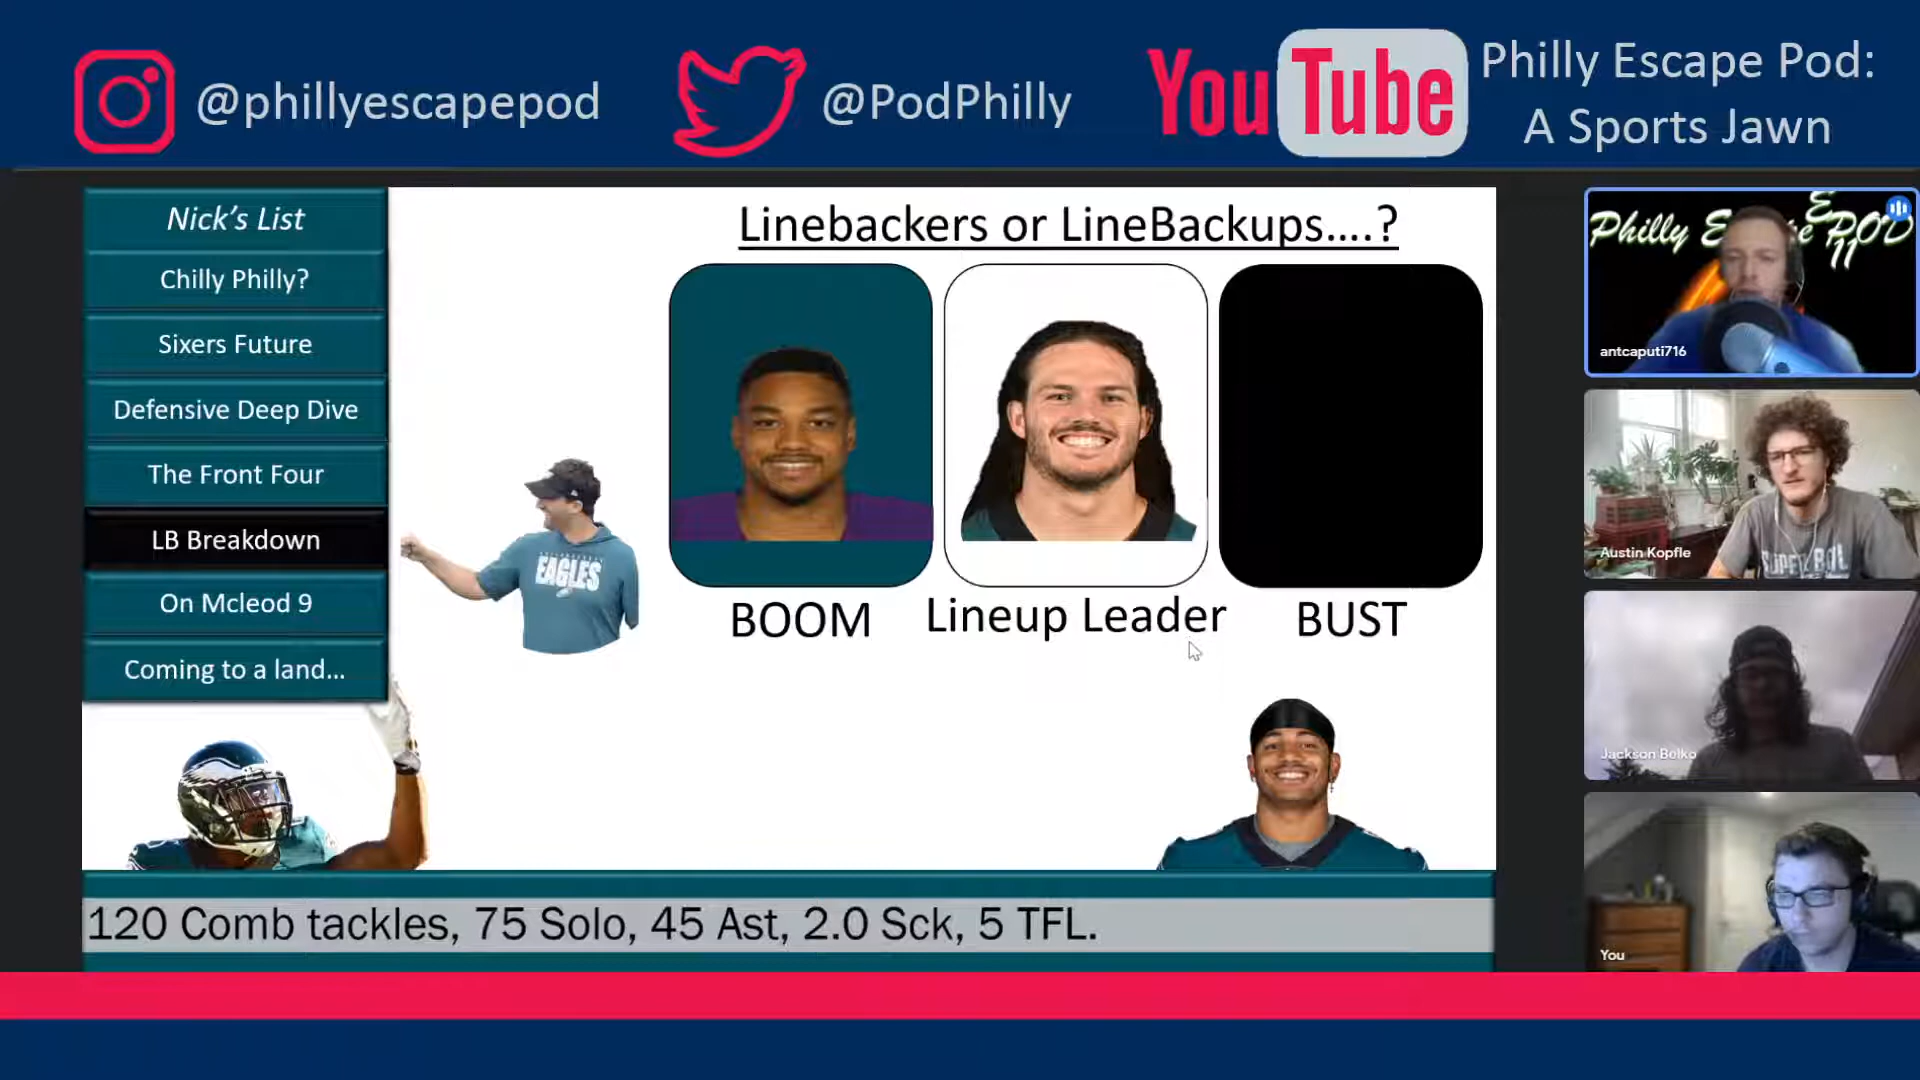 @phillyescapepod
@PodPhilly
YouTube
Philly Escape Pod:
A Sports Jawn
Nick's List
Chilly Philly?
Sixers Future
Defensive Deep Dive
The Front Four
LB Breakdown
On Mcleod 9
Coming to a land...
Linebackers or LineBackups....?
EAGLES
BOOM
Lineup Leader
BUST
120 Comb tackles, 75 Solo, 45 Ast, 2.0 Sck, 5 TFL.
Philly
POD
antcaputi716
Austin Kopfle
Jackson Belko
You